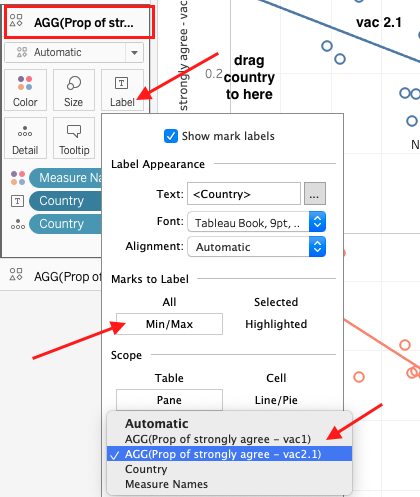 AGG(Prop of str...
Automatic
Color
Size
Label
Detail
Tooltip
Measure Na
Country
Country
AGG(Prop of
strongly agree - vac
0.2
vac 2.1
drag
country
to here
N
Show mark labels
Label Appearance
Text: <Country> ...
Font: Tableau Book, 9pt, ..
Alignment: Automatic
Marks to Label
All Selected
Min/Max Highlighted
Scope
Table Cell
Pane Line/Pie
Automatic
AGG(Prop of strongly agree - vac1)
✓ AGG(Prop of strongly agree - vac2.1)
Country
Measure Names